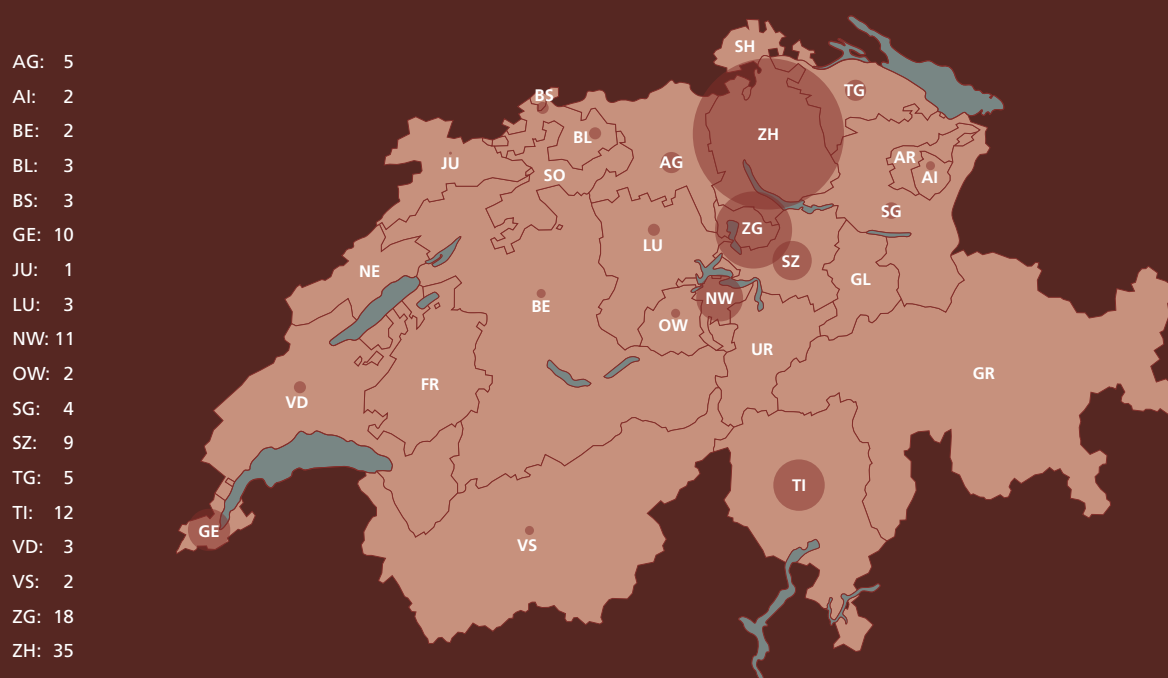 AG: 5
AI: 2
BE: 2
BL: 3
BS: 3
GE: 10
JU: 1
LU: 3
NW: 11
OW: 2
SG: 4
SZ: 9
TG: 5
TI: 12
VD: 3
VS: 2
ZG: 18
ZH: 35
SH
TG
BS
BL
ZH
AR
AI
JU
SO
AG
SG
ZG
LU
SZ
NE
GL
BE
NW
OW
UR
FR
GR
VD
TI
GE
VS